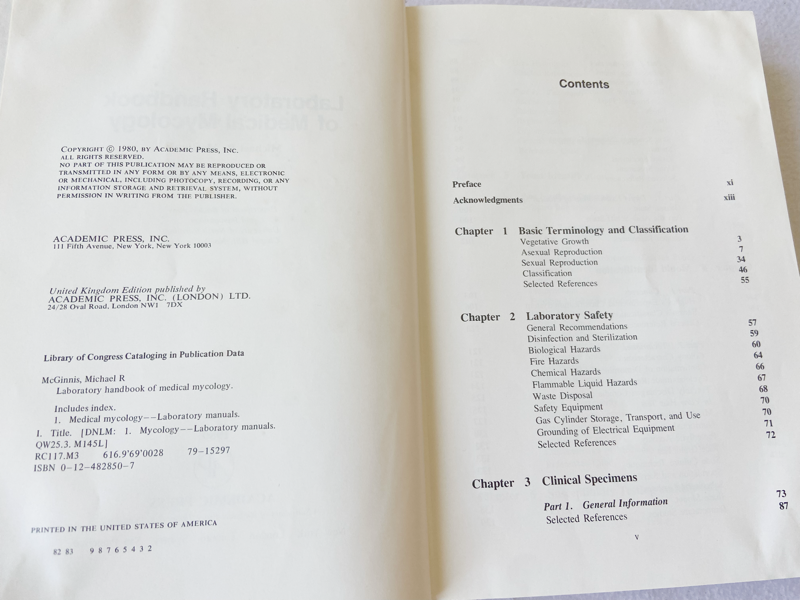 COPYRIGHT © 1980, BY ACADEMIC PRESS, INC.
ALL RIGHTS RESERVED.
NO PART OF THIS PUBLICATION MAY BE REPRODUCED OR
TRANSMITTED IN ANY FORM OR BY ANY MEANS, ELECTRONIC
OR MECHANICAL, INCLUDING PHOTOCOPY, RECORDING, OR ANY
INFORMATION STORAGE AND RETRIEVAL SYSTEM, WITHOUT
PERMISSION IN WRITING FROM THE PUBLISHER.
ACADEMIC PRESS, INC.
111 Fifth Avenue, New York, New York 10003
United Kingdom Edition published by
ACADEMIC PRESS, INC. (LONDON) LTD.
24/28 Oval Road, London NW1 7DX
Library of Congress Cataloging in Publication Data
McGinnis, Michael R
Laboratory handbook of medical mycology.
Includes index.
1. Medical mycology--Laboratory manuals.
I. Title. [DNLM: 1. Mycology--Laboratory manuals.
QW25.3. M145L]
RC117.M3 616.9'69'0028 79-15297
ISBN 0-12-482850-7
PRINTED IN THE UNITED STATES OF AMERICA
82 83 9 8 7 6 5 4 3 2
Contents
Preface xi
Acknowledgments xiii
Chapter 1 Basic Terminology and Classification
Vegetative Growth 3
Asexual Reproduction 7
Sexual Reproduction 34
Classification 46
Selected References 55
Chapter 2 Laboratory Safety
General Recommendations 57
Disinfection and Sterilization 59
Biological Hazards 60
Fire Hazards 64
Chemical Hazards 66
Flammable Liquid Hazards 67
Waste Disposal 68
Safety Equipment 70
Gas Cylinder Storage, Transport, and Use 70
Grounding of Electrical Equipment 71
Selected References 72
Chapter 3 Clinical Specimens
Part 1. General Information 73
Selected References 87
v